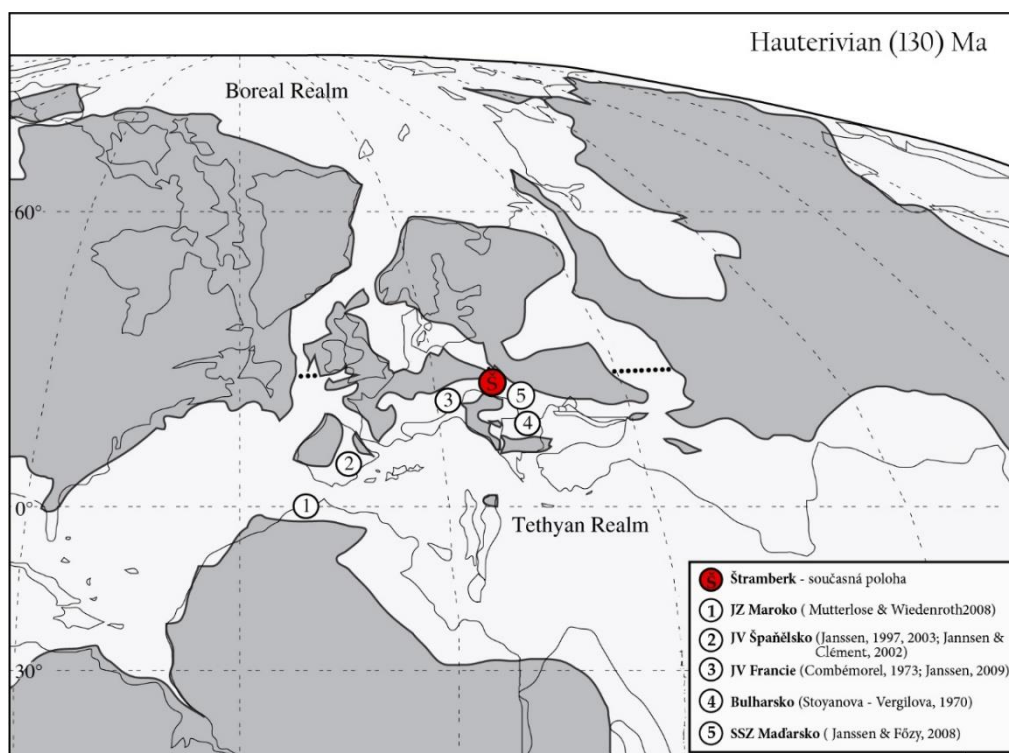 Hauterivian (130) Ma
Boreal Realm
60°
Š
3
5
4
2
0°
1
Tethyan Realm
30°
Š Štramberk - současná poloha
1 JZ Maroko ( Mutterlose & Wiedenroth2008)
2 JV Špañělsko (Janssen, 1997, 2003; Jannsen &
Clément, 2002)
3 JV Francie (Combémorel, 1973; Janssen, 2009)
4 Bulharsko (Stoyanova - Vergilova, 1970)
5 SSZ Maďarsko ( Janssen & Főzy, 2008)